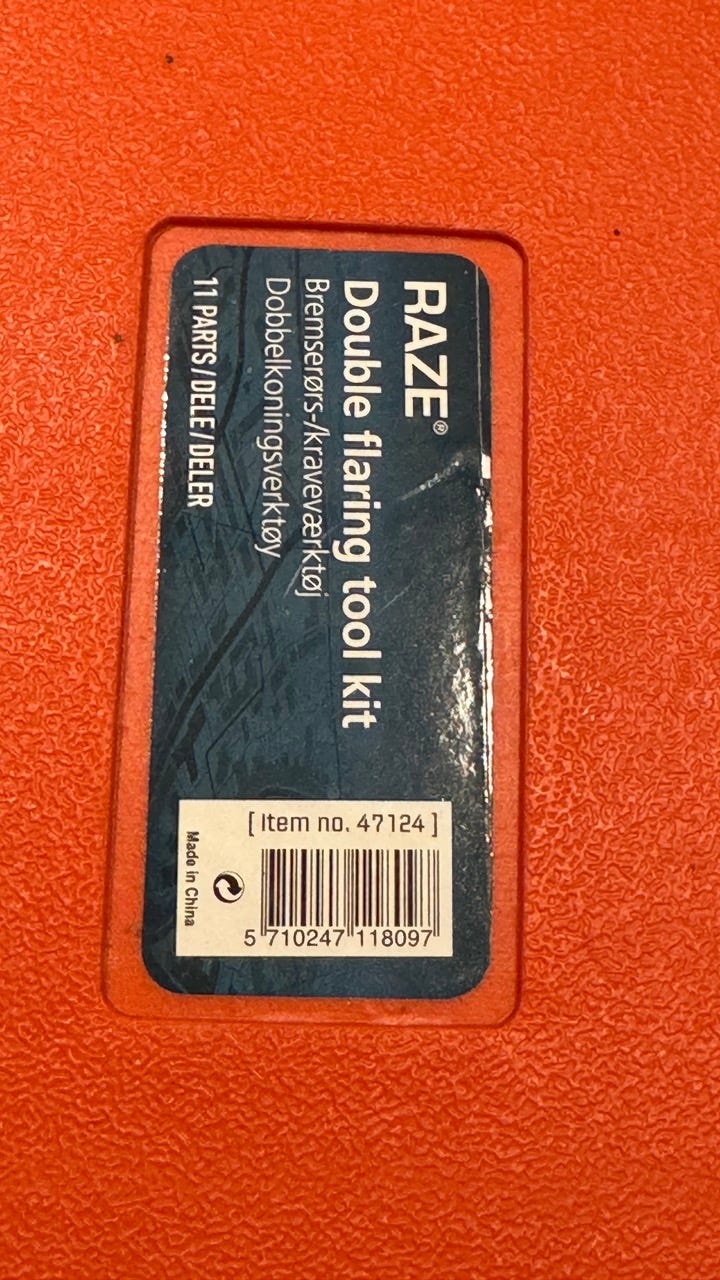 RAZE®
Double flaring tool kit
Bremserørs-/kraveværktøj
Dobbelkoningsverktøy
11 PARTS/DELE/DELER
[ Item no. 47124 ]
5 710247 118097
Made in China